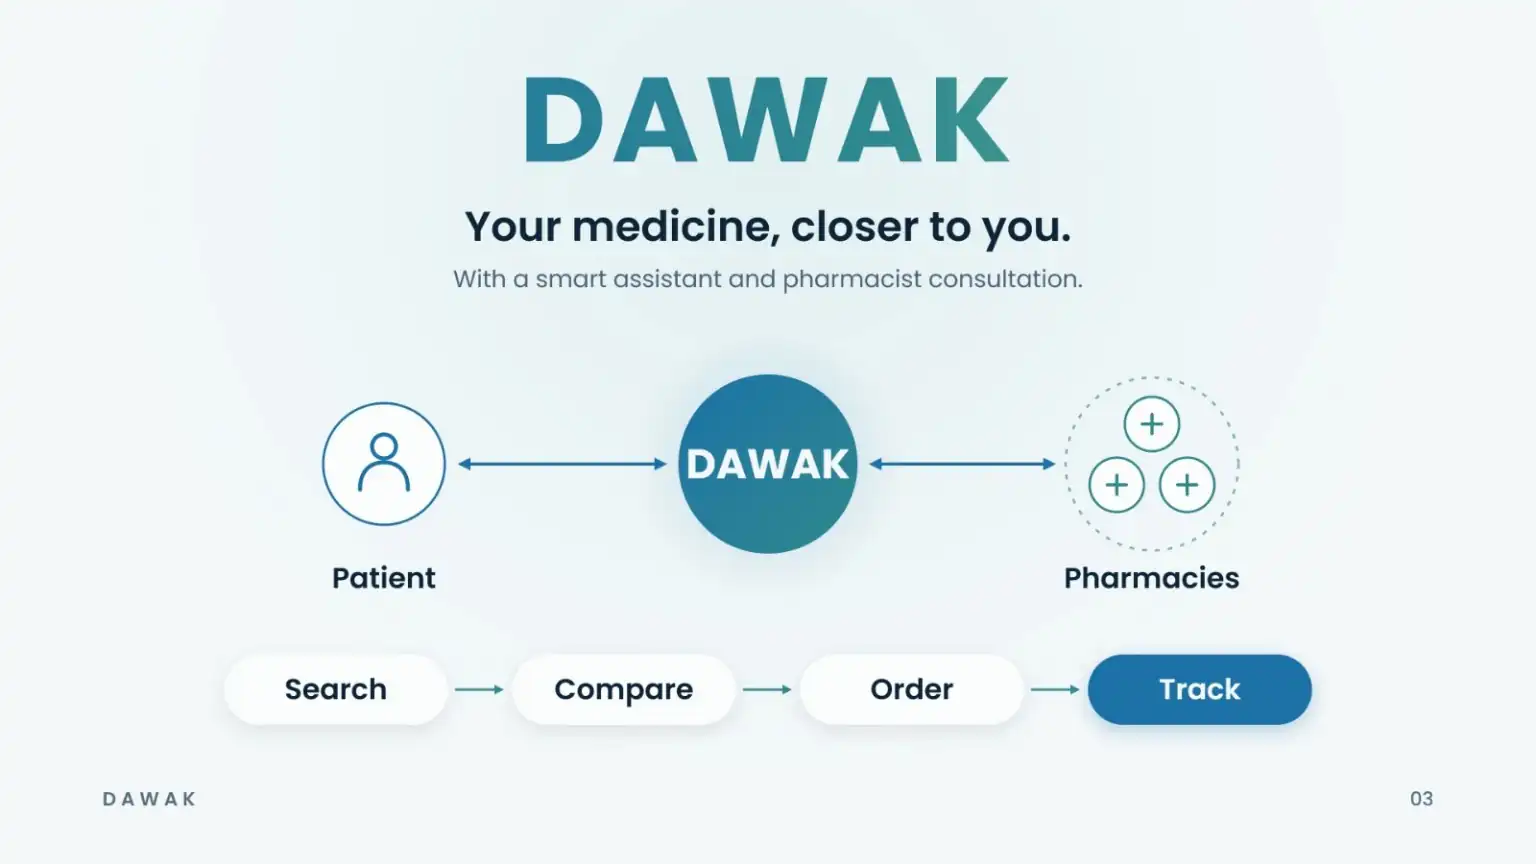 DAWAK
Your medicine, closer to you.
With a smart assistant and pharmacist consultation.
DAWAK
Patient
Pharmacies
Search
Compare
Order
Track
DAWAK
03